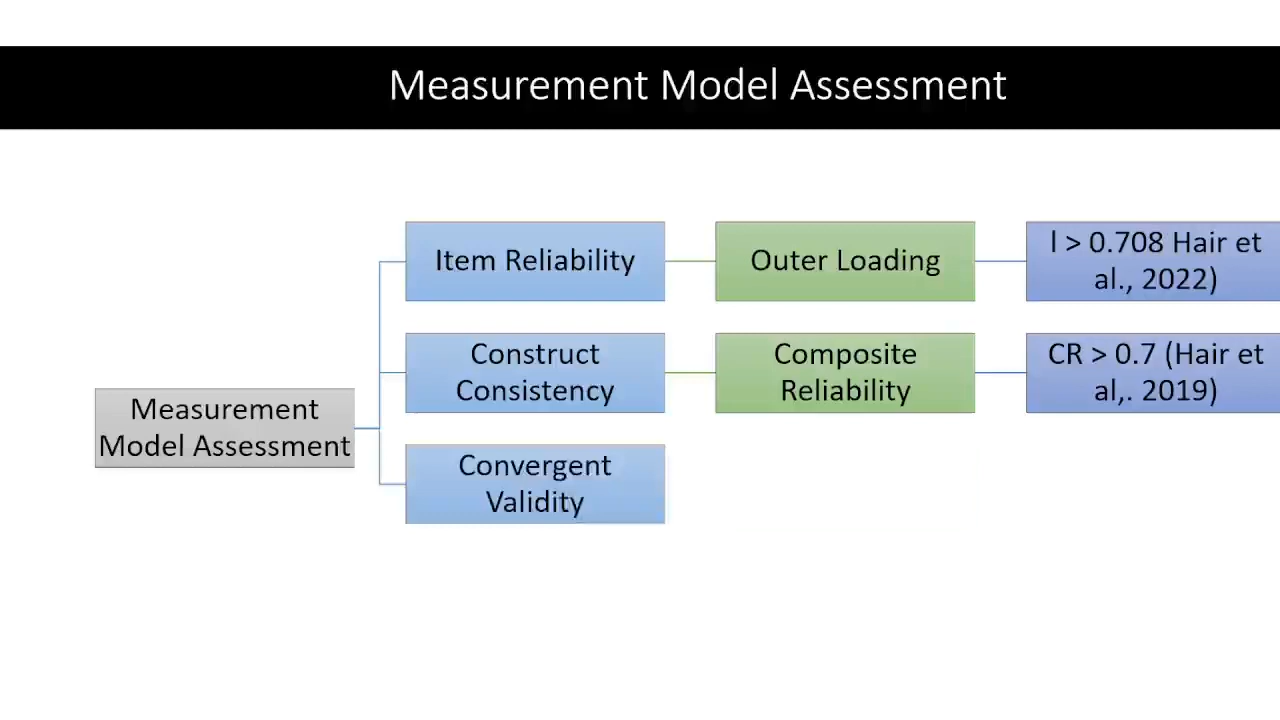 Measurement Model Assessment
Item Reliability
Outer Loading
l > 0.708 Hair et
al., 2022)
Construct
Consistency
Composite
Reliability
CR > 0.7 (Hair et
al,. 2019)
Measurement
Model Assessment
Convergent
Validity